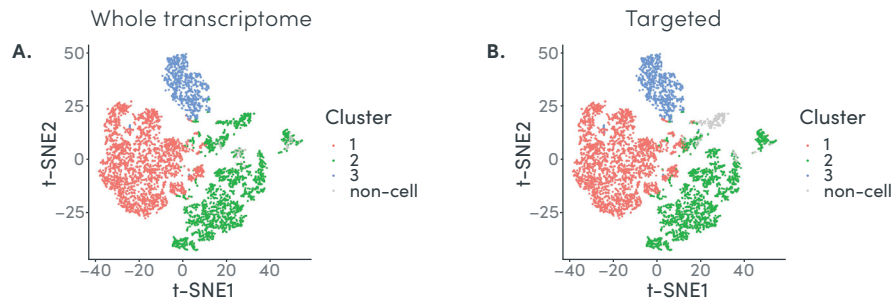 Whole transcriptome
A.
50
25
0
−25
t-SNE2
−40 −20 0 20 40
t-SNE1
Cluster
1
2
3
non-cell
Targeted
B.
50
25
0
−25
t-SNE2
−40 −20 0 20 40
t-SNE1
Cluster
1
2
3
non-cell